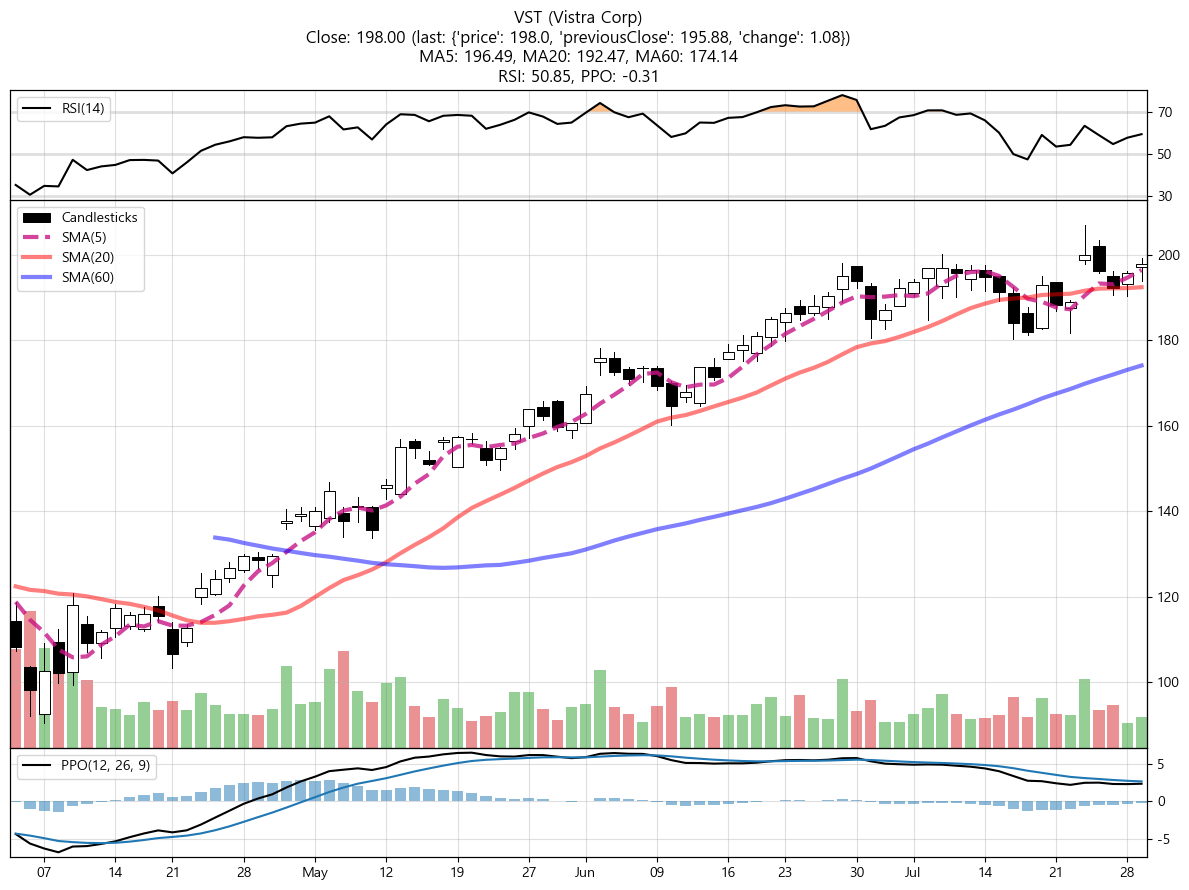 VST (Vistra Corp)
Close: 198.00 (last: {'price': 198.0, 'previousClose': 195.88, 'change': 1.08})
MA5: 196.49, MA20: 192.47, MA60: 174.14
RSI: 50.85, PPO: -0.31
RSI(14)
70
50
30
Candlesticks
SMA(5)
SMA(20)
SMA(60)
200
180
160
140
120
100
PPO(12, 26, 9)
5
0
-5
07 14 21 28 May 12 19 27 Jun 09 16 23 30 Jul 14 21 28